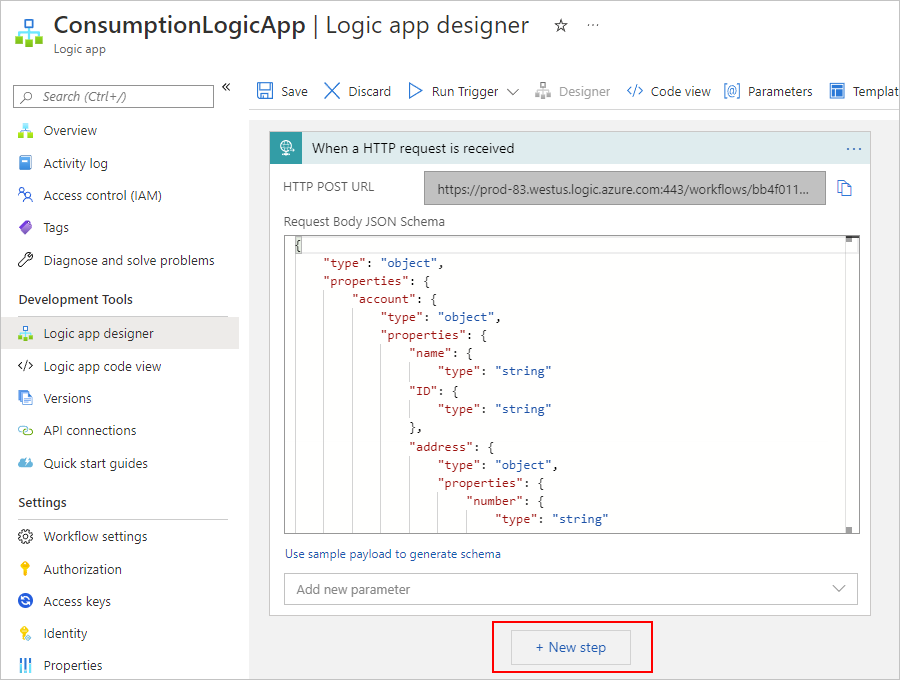 ConsumptionLogicApp | Logic app designer
Logic app
Search (Ctrl+/)
«
Overview
Activity log
Access control (IAM)
Tags
Diagnose and solve problems
Development Tools
Logic app designer
Logic app code view
Versions
API connections
Quick start guides
Settings
Workflow settings
Authorization
Access keys
Identity
Properties
Save Discard Run Trigger Designer Code view Parameters Templat
When a HTTP request is received
HTTP POST URL https://prod-83.westus.logic.azure.com:443/workflows/bb4f011...
Request Body JSON Schema
{
"type": "object",
"properties": {
"account": {
"type": "object",
"properties": {
"name": {
"type": "string"
"ID": {
"type": "string"
},
"address": {
"type": "object",
"properties": {
"number": {
"type": "string"
Use sample payload to generate schema
Add new parameter
+ New step